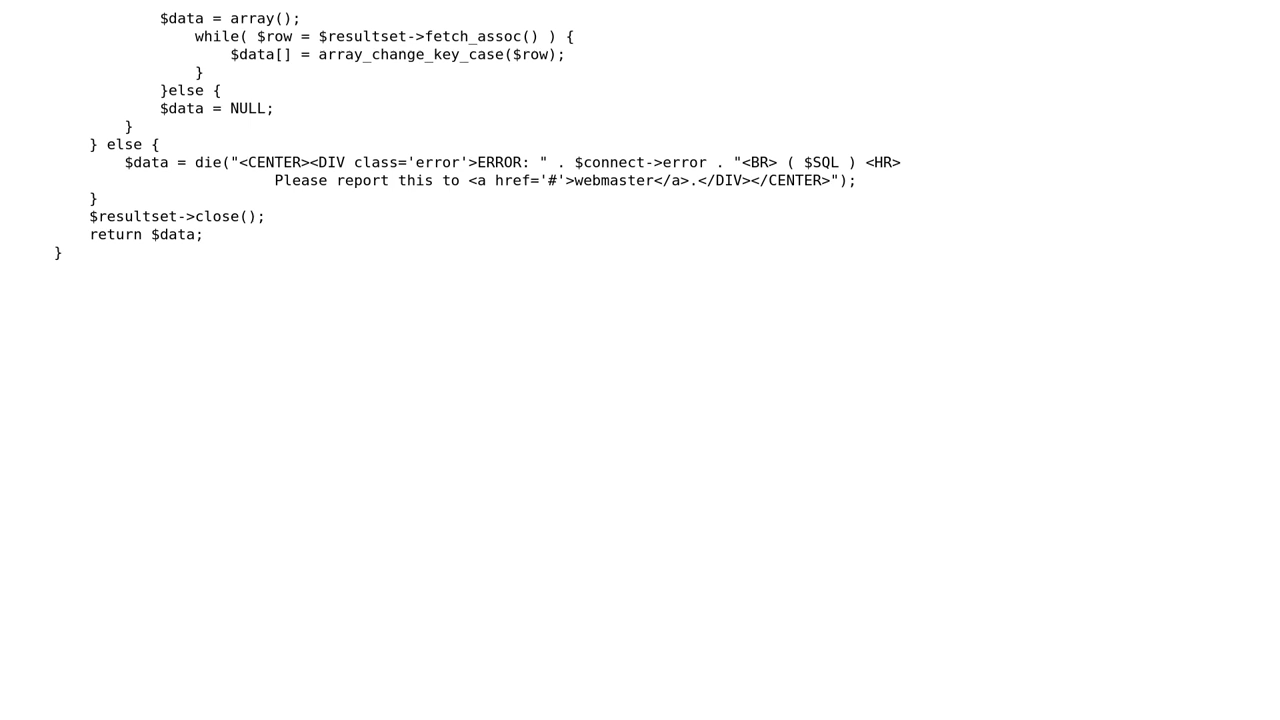 $data = array();
                while( $row = $resultset->fetch_assoc() ) {
                    $data[] = array_change_key_case($row);
                }
            }else {
            $data = NULL;
        }
    } else {
        $data = die("<CENTER><DIV class='error'>ERROR: " . $connect->error . "<BR> ( $SQL ) <HR>
                         Please report this to <a href='#'>webmaster</a>.</DIV></CENTER>");
    }
    $resultset->close();
    return $data;
}